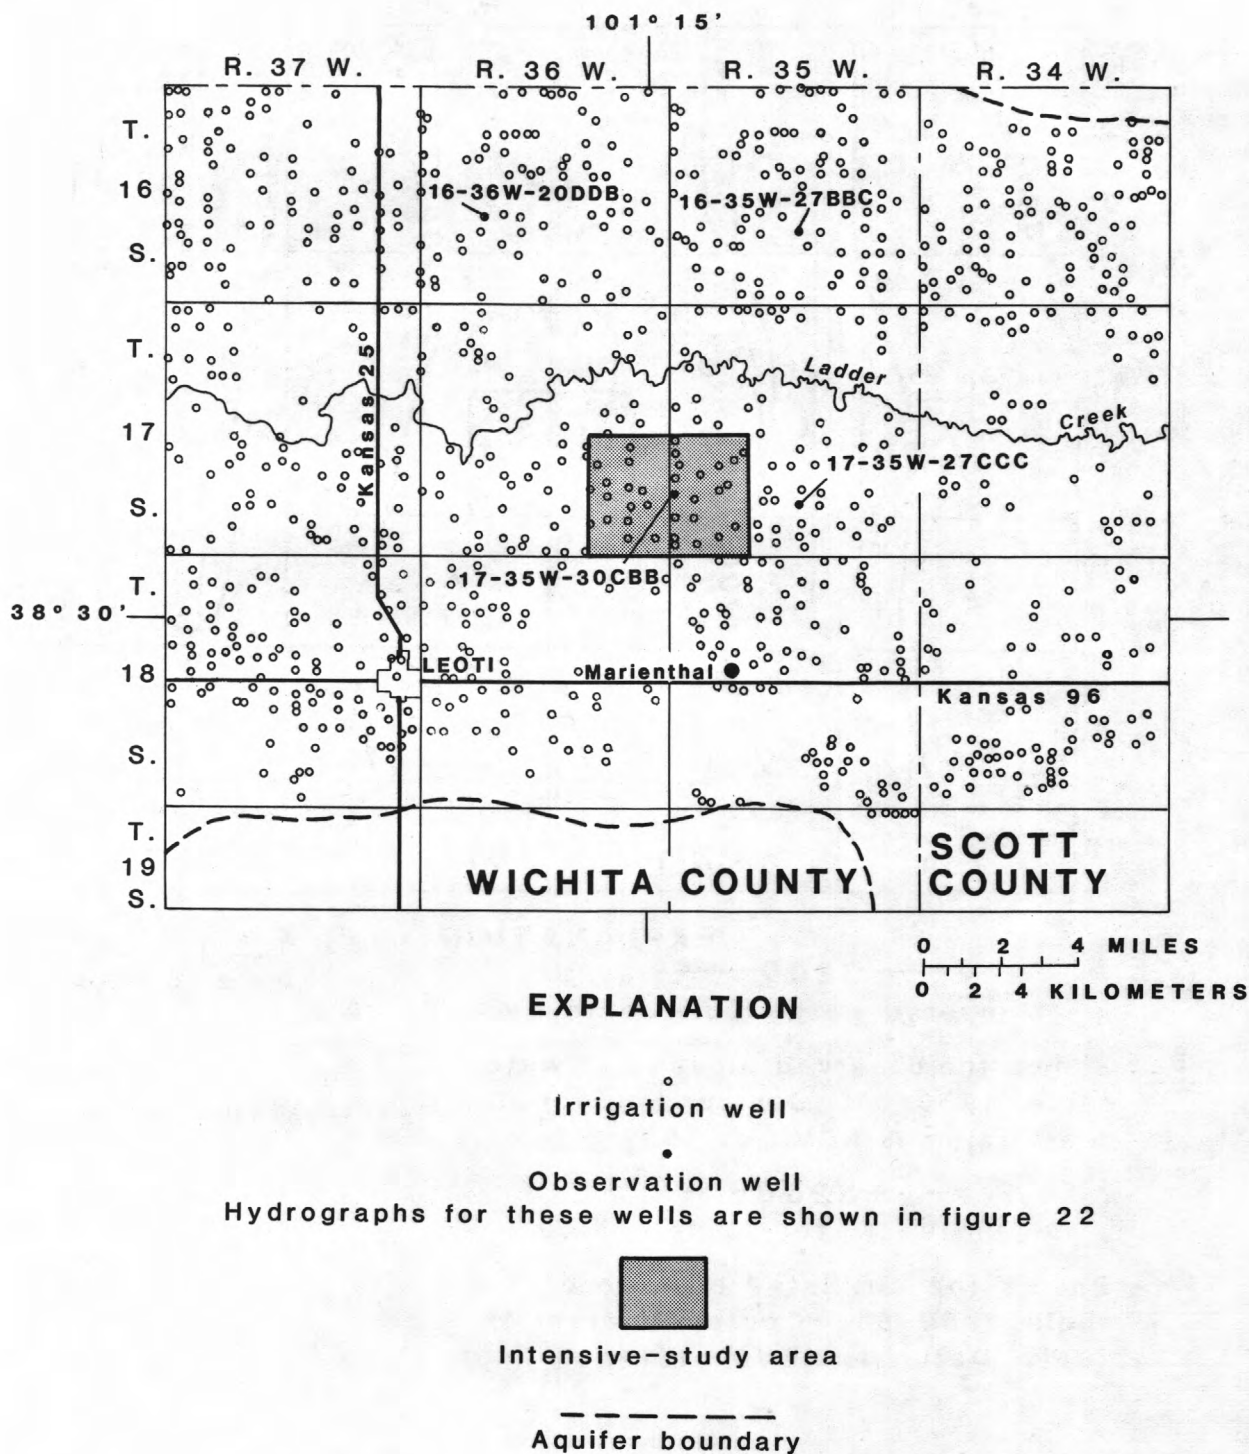 101° 15'
R. 37 W. R. 36 W. R. 35 W. R. 34 W.
T.
16
S.
16-36W-20DDB
16-35W-27BBC
T.
17
S.
Kansas 25
Ladder
Creek
17-35W-27CCC
17-35W-30CBB
T.
38° 30'
18
S.
LEOTI
Marienthal
Kansas 96
T.
19
S.
WICHITA COUNTY
SCOTT
COUNTY
0 2 4 MILES
0 2 4 KILOMETERS
EXPLANATION
Irrigation well
Observation well
Hydrographs for these wells are shown in figure 22
Intensive-study area
Aquifer boundary